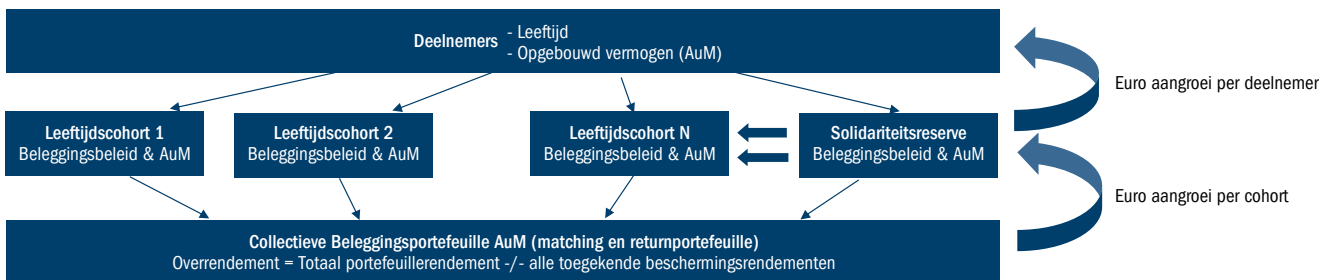 Deelnemers
- Leeftijd
- Opgebouwd vermogen (AuM)
Euro aangroei per deelnemer
Leeftijdscohort 1
Beleggingsbeleid & AuM
Leeftijdscohort 2
Beleggingsbeleid & AuM
Leeftijdscohort N
Beleggingsbeleid & AuM
Solidariteitsreserve
Beleggingsbeleid & AuM
Euro aangroei per cohort
Collectieve Beleggingsportefeuille AuM (matching en returnportefeuille)
Overrendement = Totaal portefeuillerendement -/- alle toegekende beschermingsrendementen